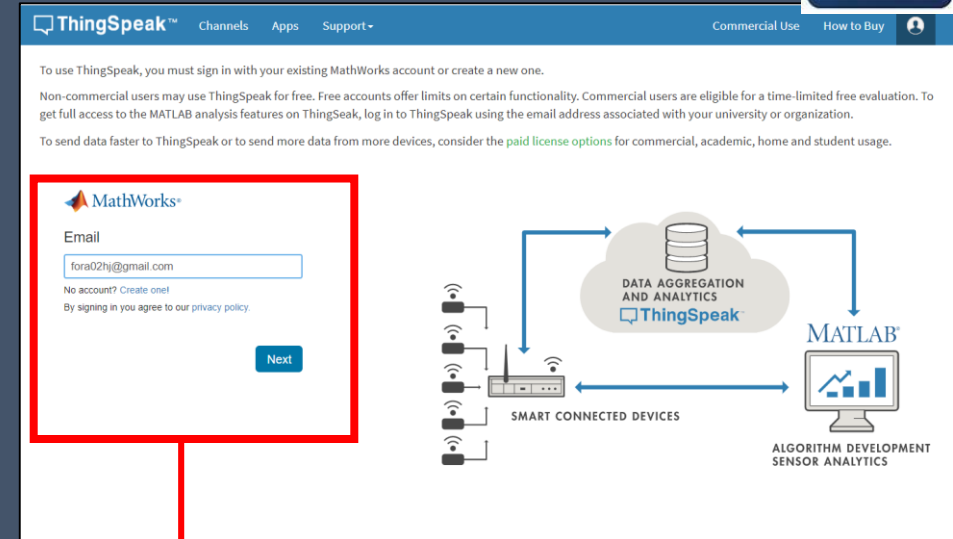 ThingSpeak™ Channels Apps Support Commercial Use How to Buy
To use ThingSpeak, you must sign in with your existing MathWorks account or create a new one.
Non-commercial users may use ThingSpeak for free. Free accounts offer limits on certain functionality. Commercial users are eligible for a time-limited free evaluation. To
get full access to the MATLAB analysis features on ThingSeak, log in to ThingSpeak using the email address associated with your university or organization.
To send data faster to ThingSpeak or to send more data from more devices, consider the paid license options for commercial, academic, home and student usage.
MathWorks®
Email
fora02hj@gmail.com
No account? Create one!
By signing in you agree to our privacy policy.
Next
DATA AGGREGATION
AND ANALYTICS
ThingSpeak™
MATLAB®
SMART CONNECTED DEVICES
ALGORITHM DEVELOPMENT
SENSOR ANALYTICS